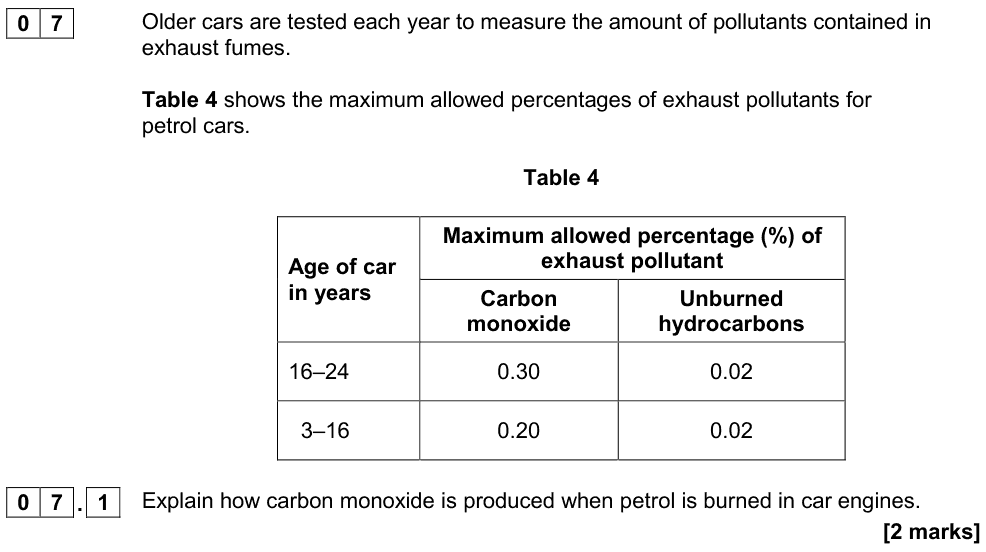 0 7 Older cars are tested each year to measure the amount of pollutants contained in
exhaust fumes.
Table 4 shows the maximum allowed percentages of exhaust pollutants for
petrol cars.
Table 4
Age of car
in years
Maximum allowed percentage (%) of
exhaust pollutant
Carbon
monoxide
Unburned
hydrocarbons
16–24 0.30 0.02
3–16 0.20 0.02
0 7 . 1 Explain how carbon monoxide is produced when petrol is burned in car engines.
[2 marks]